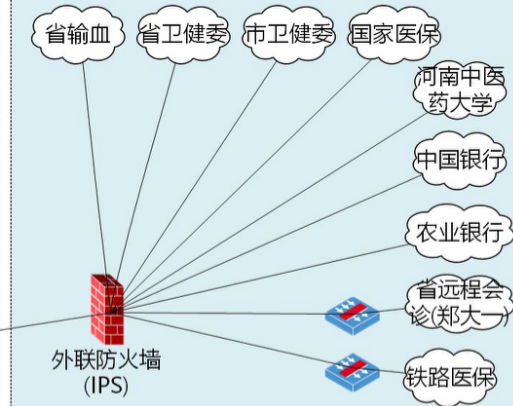 省输血
省卫健委
市卫健委
国家医保
河南中医
药大学
中国银行
农业银行
省远程会
诊(郑大一)
铁路医保
外联防火墙
(IPS)